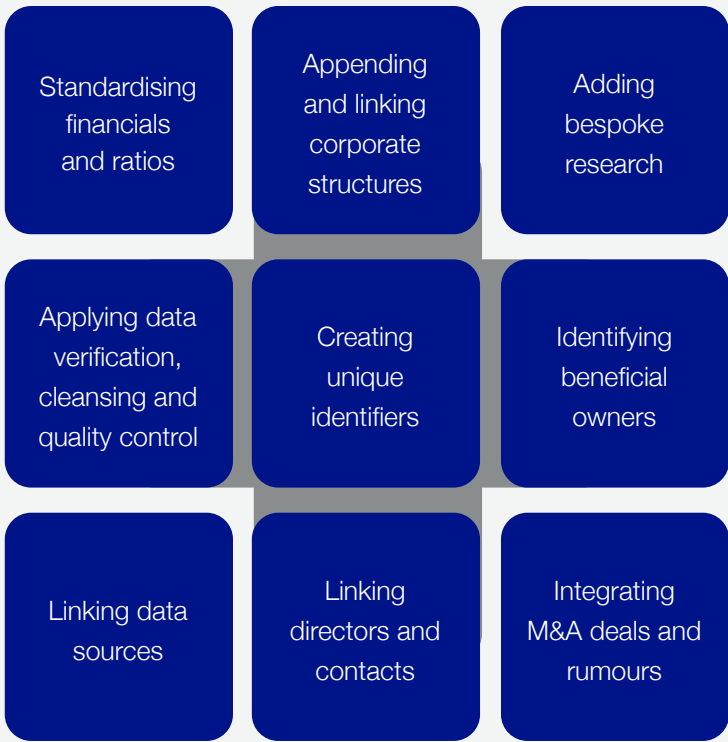 Standardising
financials
and ratios
Appending
and linking
corporate
structures
Adding
bespoke
research
Applying data
verification,
cleansing and
quality control
Creating
unique
identifiers
Identifying
beneficial
owners
Linking data
sources
Linking
directors and
contacts
Integrating
M&A deals and
rumours